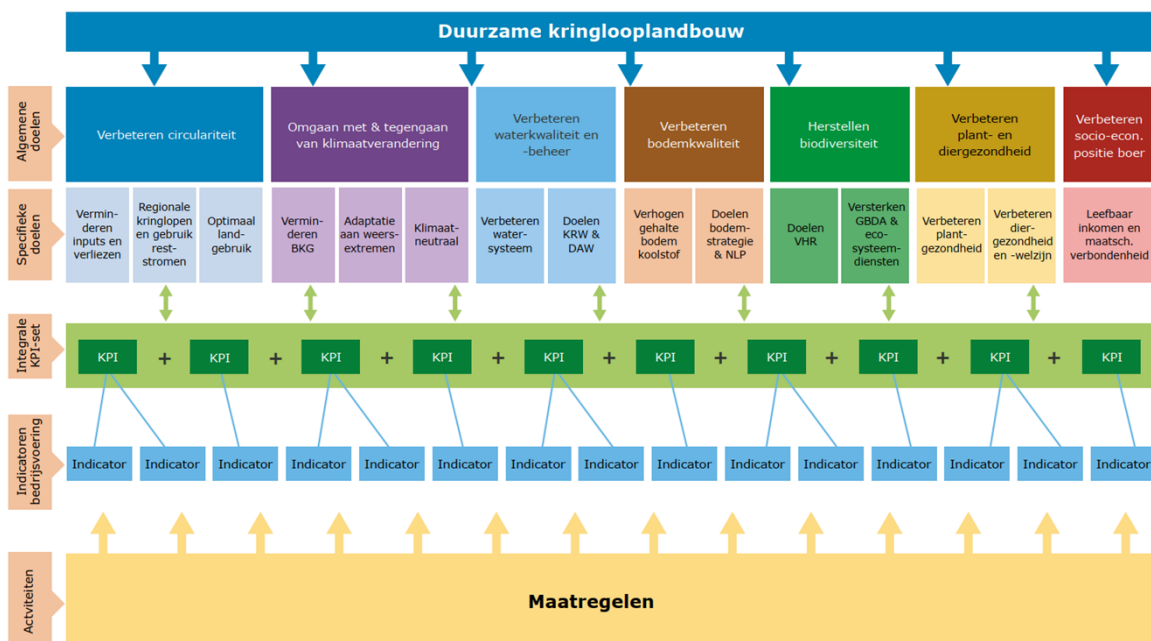 Duurzame kringlooplandbouw
Algemene
doelen
Verbeteren circulariteit
Omgaan met & tegengaan
van klimaatverandering
Verbeteren
waterkwaliteit en
-beheer
Verbeteren
bodemkwaliteit
Herstellen
biodiversiteit
Verbeteren
plant- en
diergezondheid
Verbeteren
socio-econ.
positie boer
Specifieke
doelen
Vermin-
deren
inputs en
verliezen
Regionale
kringlopen
en gebruik
rest-
stromen
Optimaal
land-
gebruik
Vermin-
deren
BKG
Adaptatie
aan weers-
extremen
Klimaat-
neutraal
Verbeteren
water-
systeem
Doelen
KRW &
DAW
Verhogen
gehalte
bodem
koolstof
Doelen
bodem-
strategie
& NLP
Doelen
VHR
Versterken
GBDA &
eco-
systeem-
diensten
Verbeteren
plant-
gezondheid
Verbeteren
dier-
gezondheid
en -welzijn
Leefbaar
inkomen en
maatsch.
verbondenheid
Integrale
KPI-set
KPI + KPI + KPI + KPI + KPI + KPI + KPI + KPI + KPI + KPI
Indicatoren
bedrijsvoering
Indicator Indicator Indicator Indicator Indicator Indicator Indicator Indicator Indicator Indicator Indicator Indicator Indicator Indicator Indicator
Actviteiten
Maatregelen